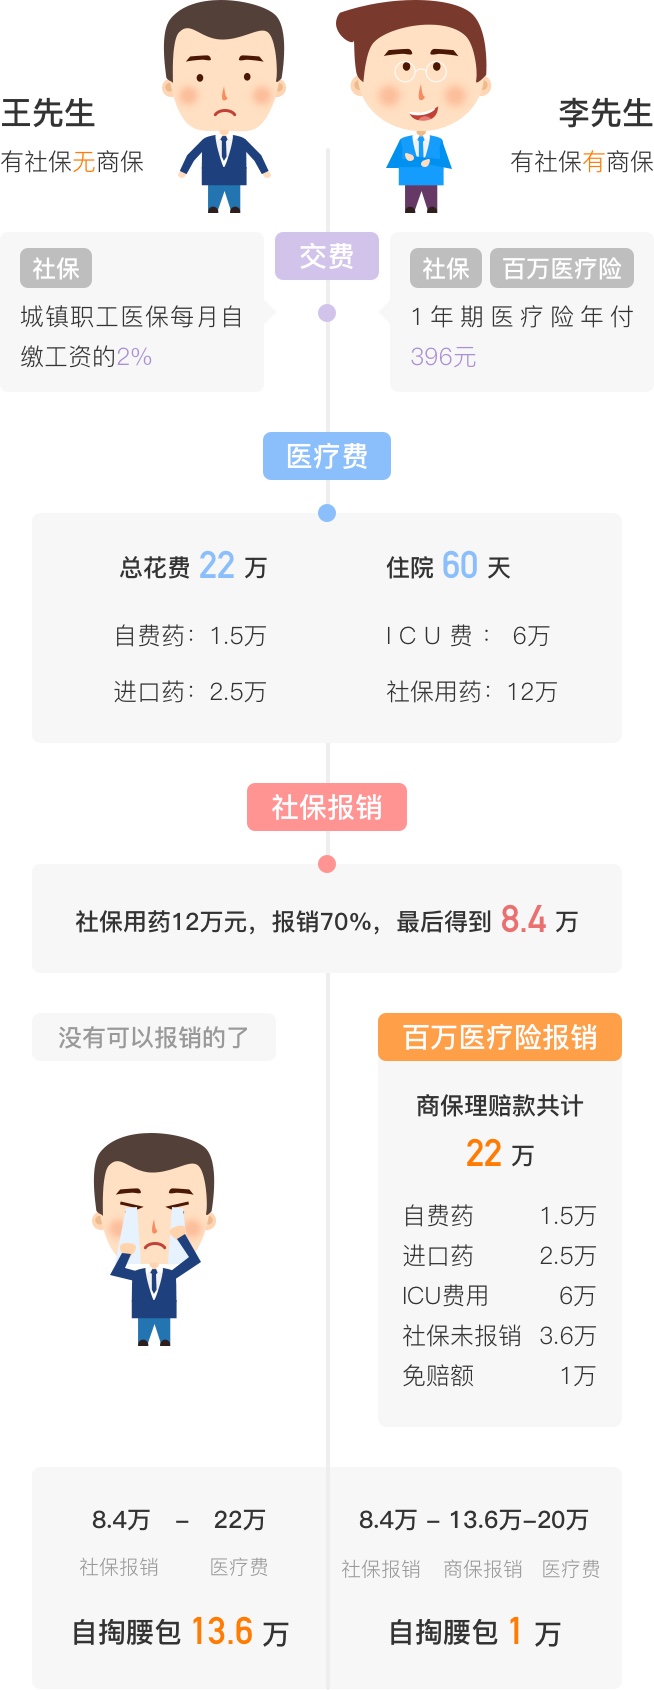 王先生
有社保无商保
李先生
有社保有商保
交费
社保
城镇职工医保每月自
缴工资的2%
社保 百万医疗险
1年期医疗险年付
396元
医疗费
总花费 22 万
住院 60 天
自费药：1.5万
ICU费： 6万
进口药：2.5万
社保用药：12万
社保报销
社保用药12万元，报销70%，最后得到 8.4 万
没有可以报销的了
百万医疗险报销
商保理赔款共计
22 万
自费药 1.5万
进口药 2.5万
ICU费用 6万
社保未报销 3.6万
免赔额 1万
8.4万 – 22万
社保报销 医疗费
自掏腰包 13.6 万
8.4万 – 13.6万–20万
社保报销 商保报销 医疗费
自掏腰包 1 万